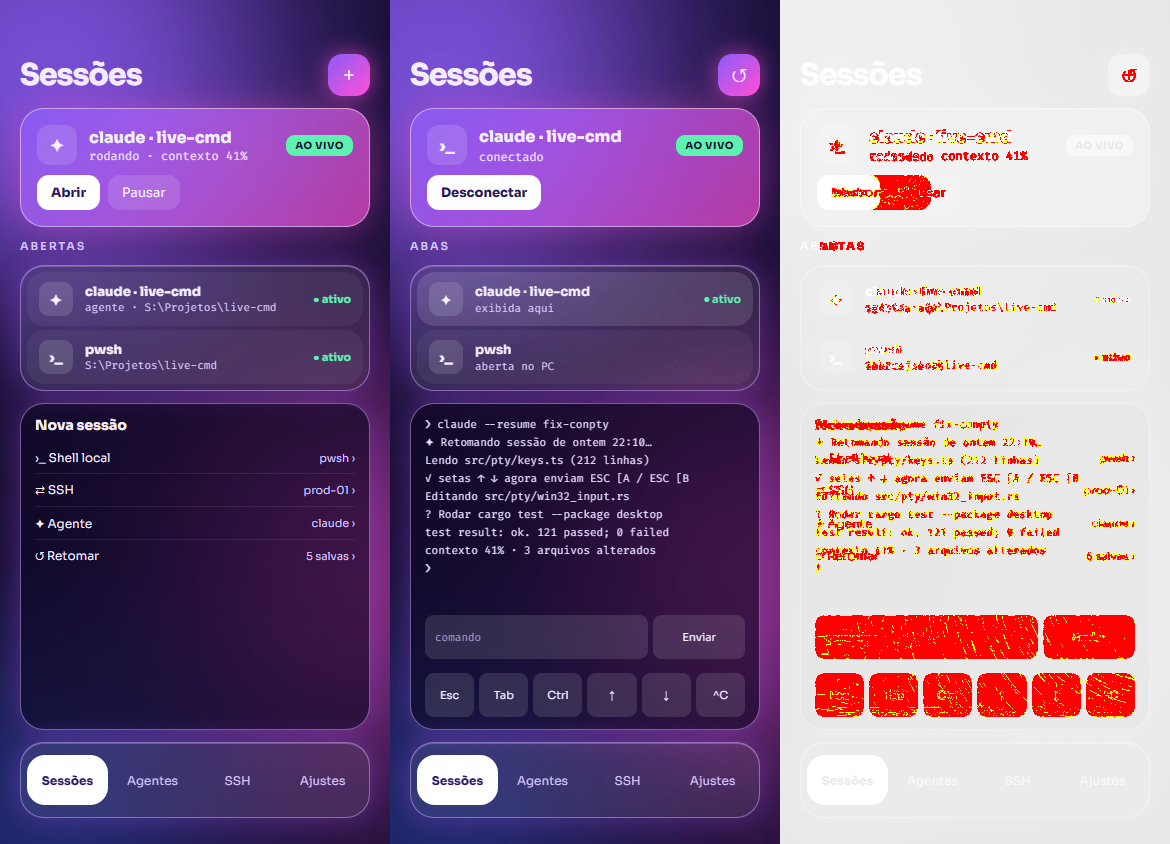 Sessões
+
claude · live-cmd
rodando · contexto 41%
AO VIVO
Abrir
Pausar
ABERTAS
claude · live-cmd
agente · S:\Projetos\live-cmd
• ativo
›_
pwsh
S:\Projetos\live-cmd
• ativo
Nova sessão
›_ Shell local
pwsh ›
⇄ SSH
prod-01 ›
✦ Agente
claude ›
↺ Retomar
5 salvas ›
Sessões
Agentes
SSH
Ajustes
Sessões
↺
›_
claude · live-cmd
conectado
AO VIVO
Desconectar
ABAS
claude · live-cmd
exibida aqui
• ativo
›_
pwsh
aberta no PC
❯ claude --resume fix-conpty
✦ Retomando sessão de ontem 22:10…
Lendo src/pty/keys.ts (212 linhas)
√ setas ↑ ↓ agora enviam ESC [A / ESC [B
Editando src/pty/win32_input.rs
? Rodar cargo test --package desktop
test result: ok. 121 passed; 0 failed
contexto 41% · 3 arquivos alterados
❯
comando
Enviar
Esc
Tab
Ctrl
↑
↓
^C
Sessões
Agentes
SSH
Ajustes
Sessões
AO VIVO
Sessões
Agentes
SSH
Ajustes